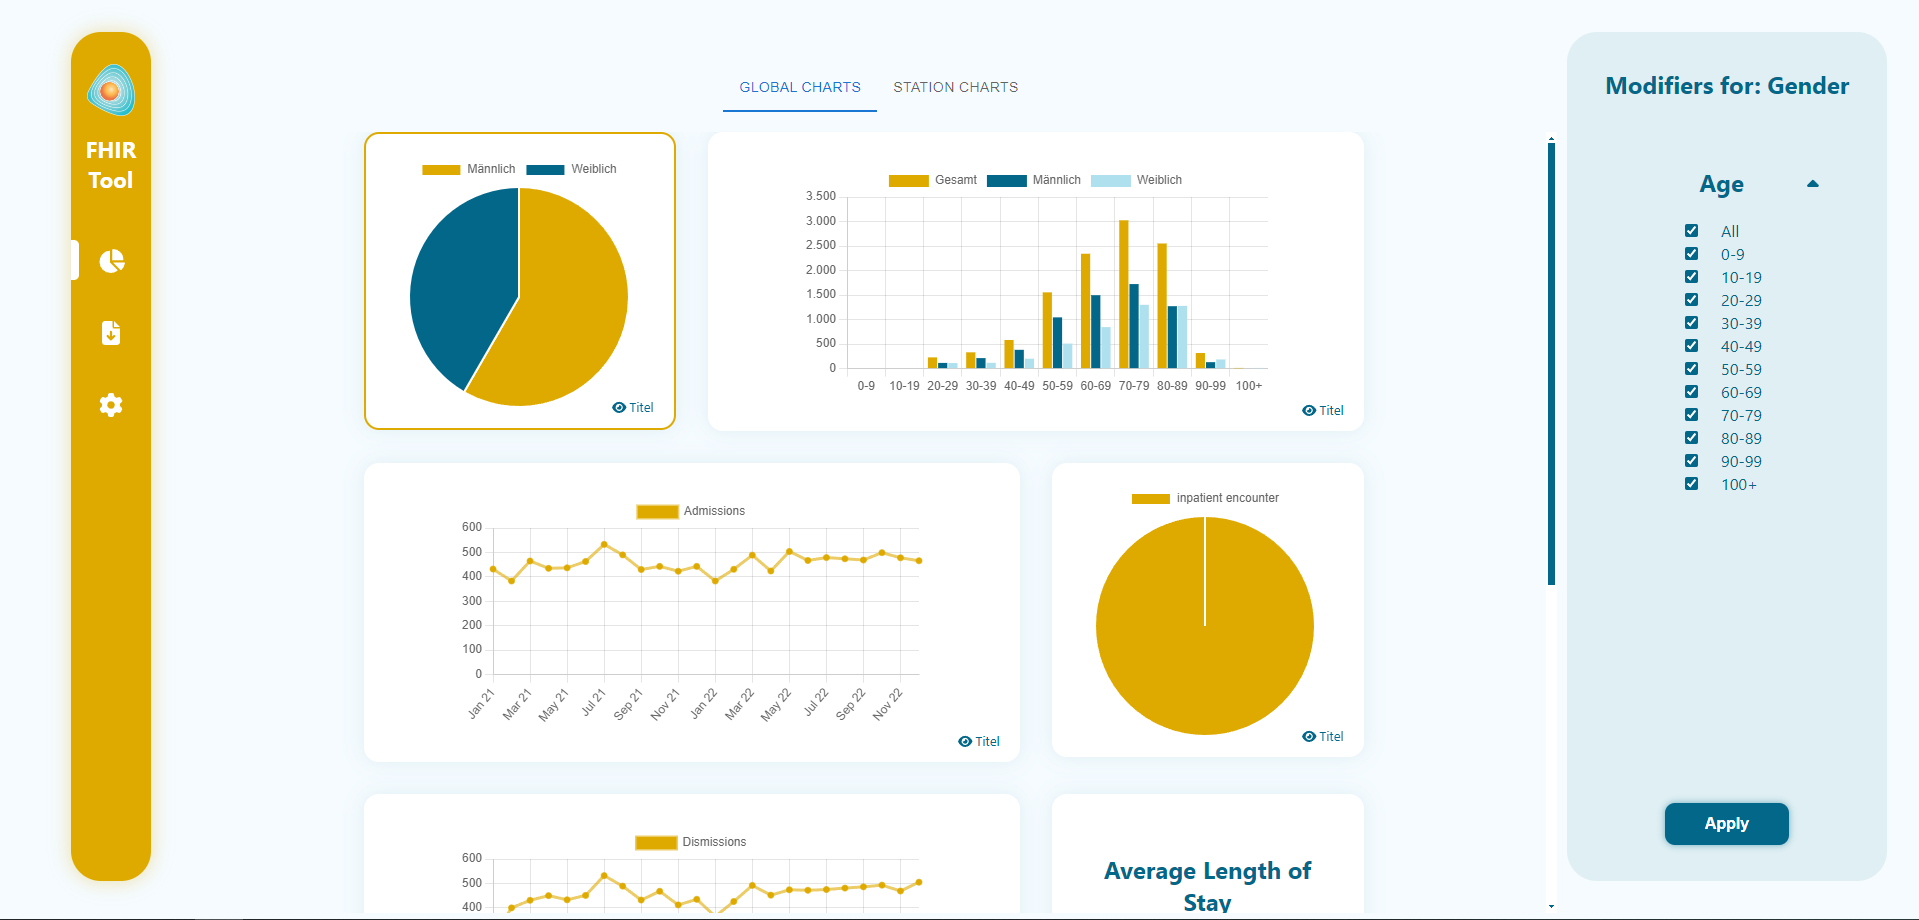 FHIR
Tool
GLOBAL CHARTS
STATION CHARTS
Männlich
Weiblich
Titel
Gesamt
Männlich
Weiblich
3.500
3.000
2.500
2.000
1.500
1.000
500
0
0-9
10-19
20-29
30-39
40-49
50-59
60-69
70-79
80-89
90-99
100+
Titel
Admissions
600
500
400
300
200
100
0
Jan 21
Mar 21
May 21
Jul 21
Sep 21
Nov 21
Jan 22
Mar 22
May 22
Jul 22
Sep 22
Nov 22
Titel
inpatient encounter
Titel
Dismissions
600
500
400
Average Length of
Stay
Modifiers for: Gender
Age
All
0-9
10-19
20-29
30-39
40-49
50-59
60-69
70-79
80-89
90-99
100+
Apply